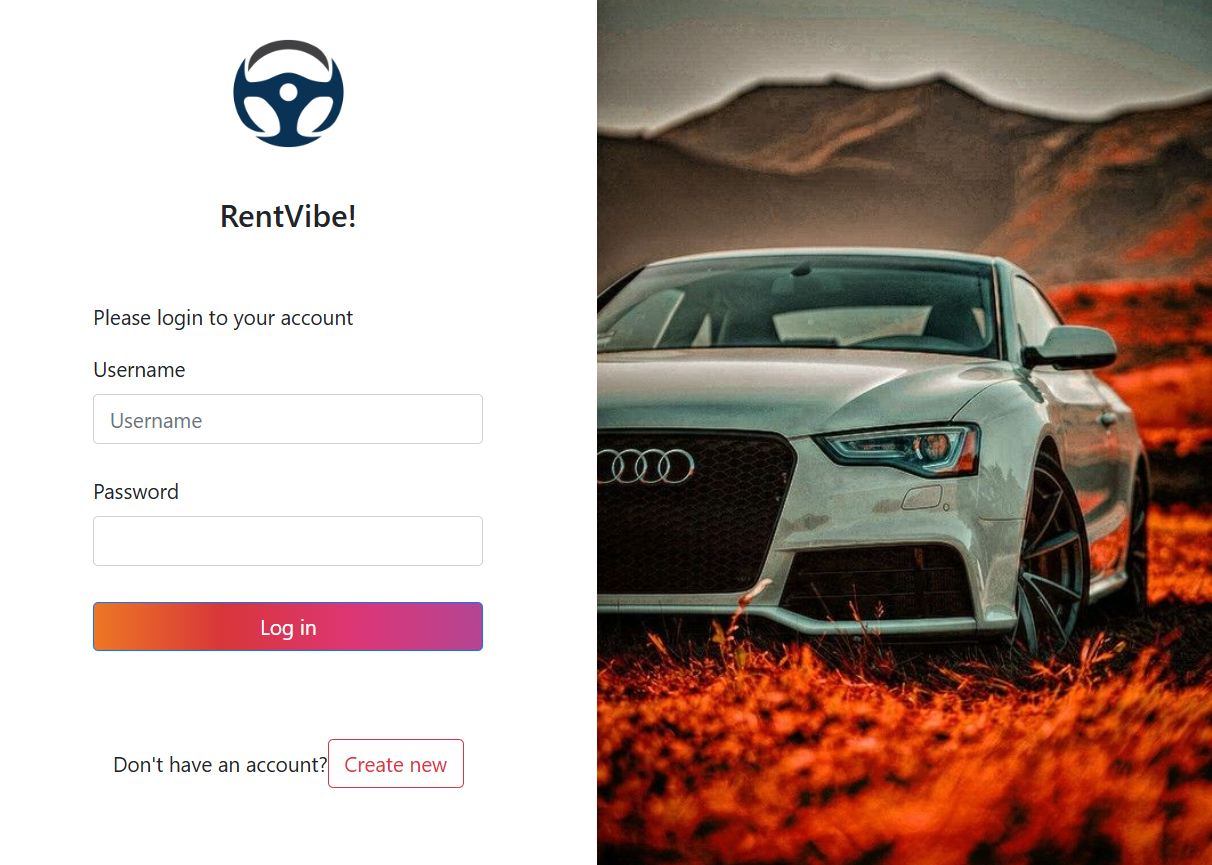 RentVibe!
Please login to your account
Username
Username
Password
Log in
Don't have an account? Create new